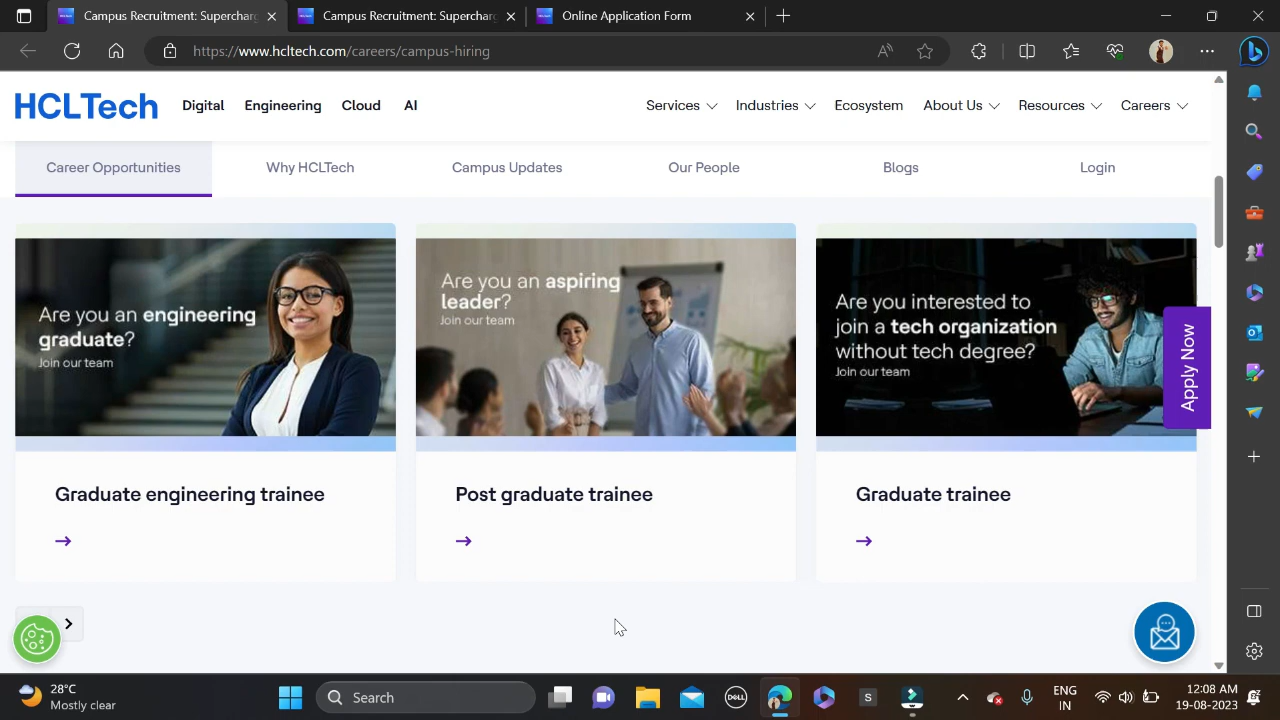 Campus Recruitment: Supercharg
Campus Recruitment: Supercharg
Online Application Form
https://www.hcltech.com/careers/campus-hiring
HCLTech
Digital
Engineering
Cloud
AI
Services
Industries
Ecosystem
About Us
Resources
Careers
Career Opportunities
Why HCLTech
Campus Updates
Our People
Blogs
Login
Are you an engineering
graduate?
Join our team
Are you an aspiring
leader?
Join our team
Are you interested to
join a tech organization
without tech degree?
Join our team
Apply Now
Graduate engineering trainee
Post graduate trainee
Graduate trainee
28°C
Mostly clear
Search
DELL
S
ENG
IN
12:08 AM
19-08-2023